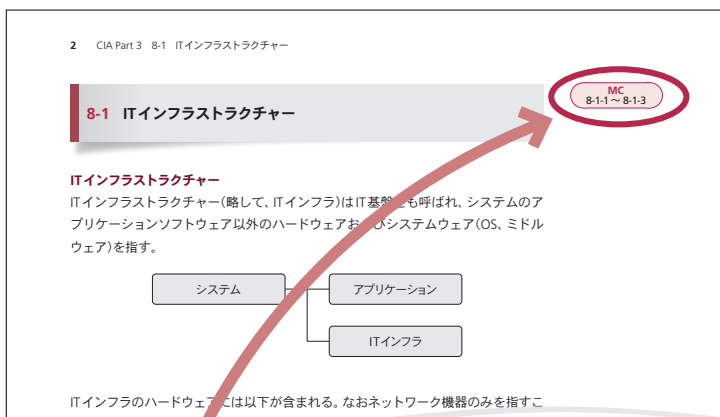 2 CIA Part 3 8-1 ITインフラストラクチャー
MC
8-1-1～8-1-3
8-1 ITインフラストラクチャー
ITインフラストラクチャー
ITインフラストラクチャー（略して、ITインフラ）はIT基盤とも呼ばれ、システムのア
プリケーションソフトウェア以外のハードウェアおよびシステムウェア（OS、ミドル
ウェア）を指す。
システム
アプリケーション
ITインフラ
ITインフラのハードウェアには以下が含まれる。なおネットワーク機器のみを指すこ